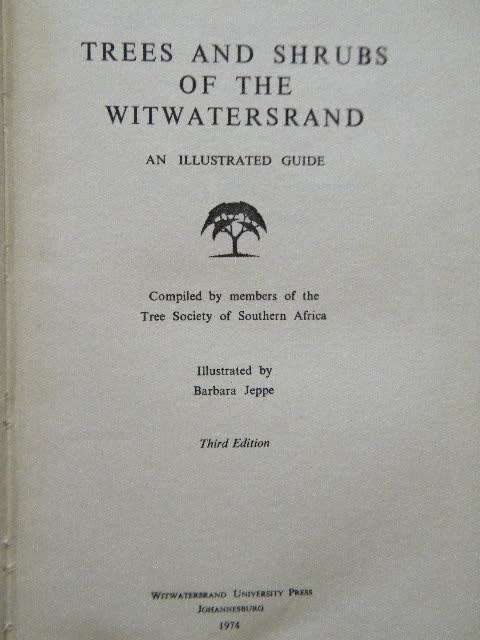 TREES AND SHRUBS
OF THE
WITWATERSRAND
AN ILLUSTRATED GUIDE
Compiled by members of the
Tree Society of Southern Africa
Illustrated by
Barbara Jeppe
Third Edition
WITWATERSRAND UNIVERSITY PRESS
JOHANNESBURG
1974